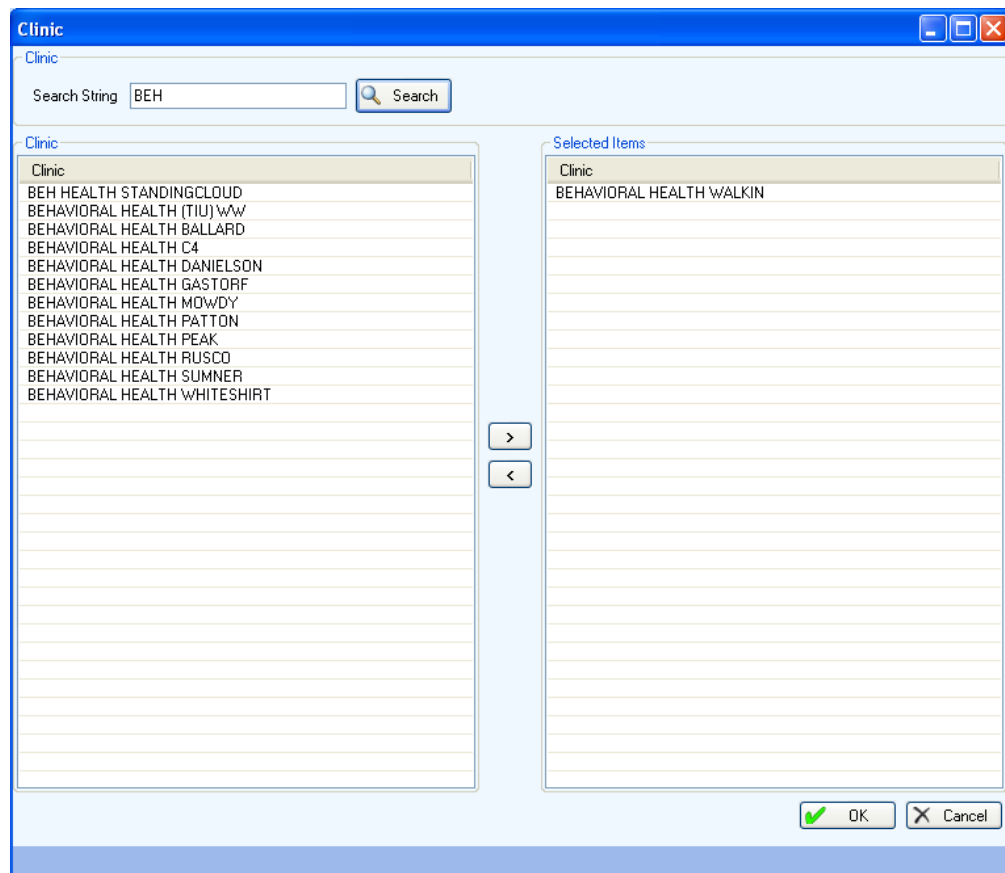 Clinic
Clinic
Search String BEH Search
Clinic
Clinic
BEH HEALTH STANDINGCLOUD
BEHAVIORAL HEALTH (TIU) WW
BEHAVIORAL HEALTH BALLARD
BEHAVIORAL HEALTH C4
BEHAVIORAL HEALTH DANIELSON
BEHAVIORAL HEALTH GASTORF
BEHAVIORAL HEALTH MOWDY
BEHAVIORAL HEALTH PATTON
BEHAVIORAL HEALTH PEAK
BEHAVIORAL HEALTH RUSCO
BEHAVIORAL HEALTH SUMNER
BEHAVIORAL HEALTH WHITESHIRT
>
<
Selected Items
Clinic
BEHAVIORAL HEALTH WALKIN
OK Cancel